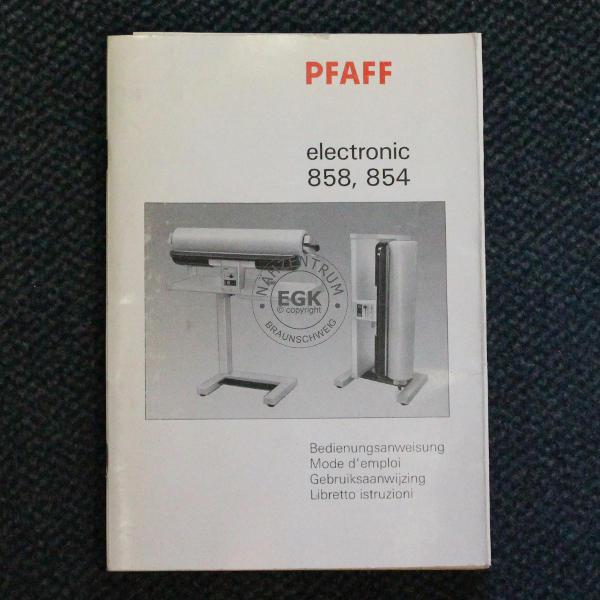 PFAFF
electronic
858, 854
NÄHZENTRUM
EGK
© copyright
BRAUNSCHWEIG
Bedienungsanweisung
Mode d'emploi
Gebruiksaanwijzing
Libretto istruzioni